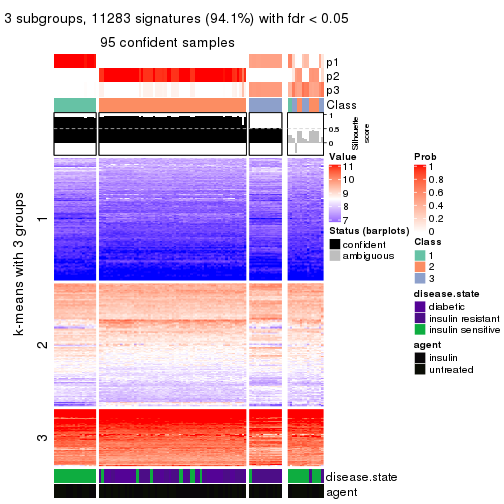 3 subgroups, 11283 signatures (94.1%) with fdr < 0.05
95 confident samples
p1
p2
p3
Class
1
0.5
0
Silhouette
score
k-means with 3 groups
1
2
3
disease.state
agent
Value
11
10
9
8
7
Status (barplots)
confident
ambiguous
Prob
1
0.8
0.6
0.4
0.2
0
Class
1
2
3
disease.state
diabetic
insulin resistant
insulin sensitive
agent
insulin
untreated